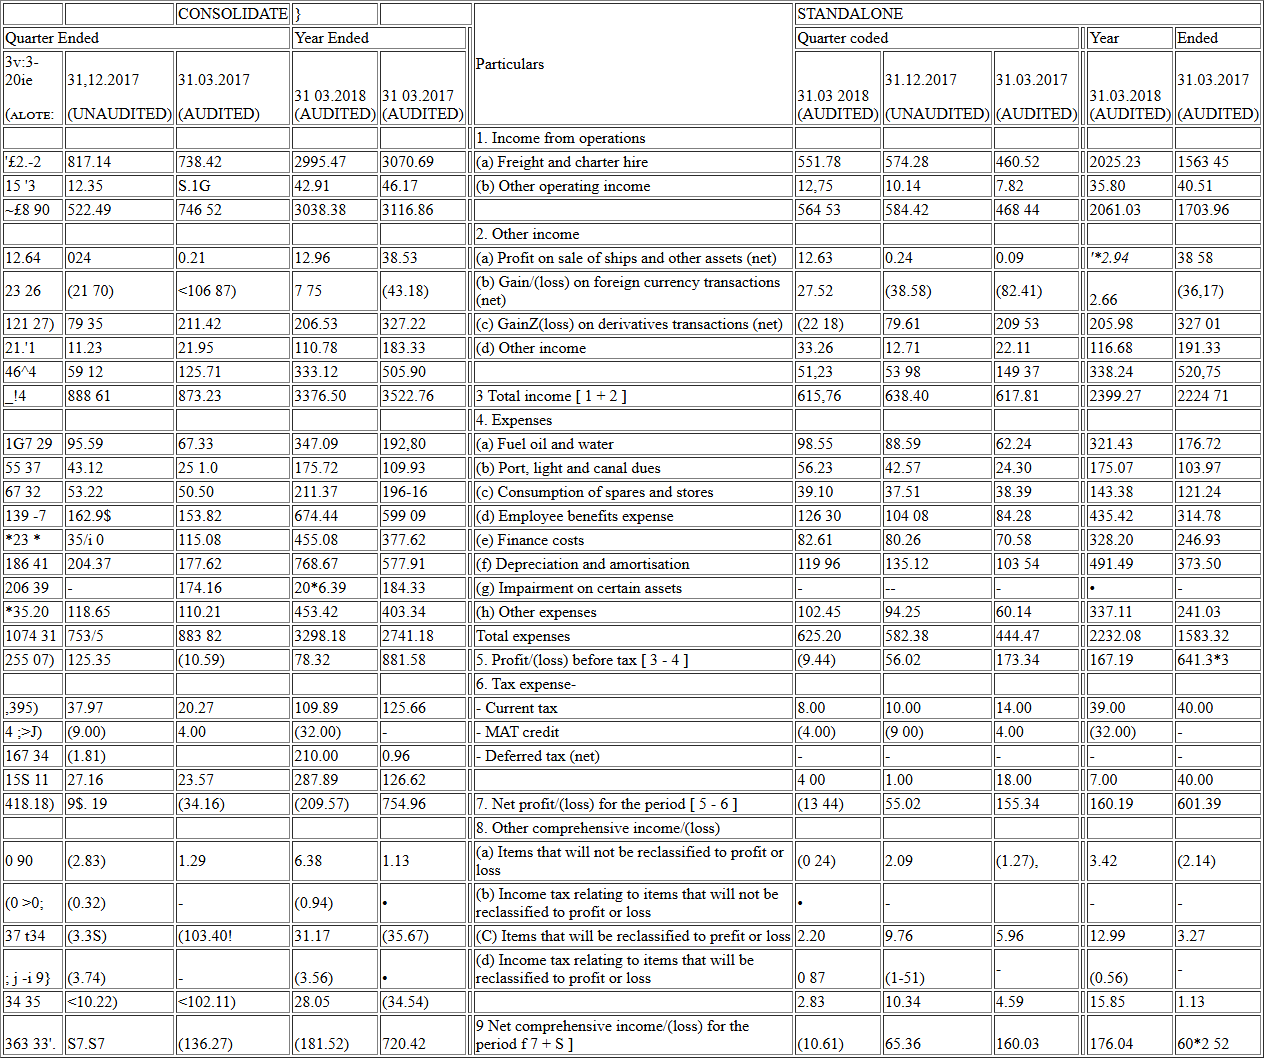 CONSOLIDATE } STANDALONE
Quarter Ended Year Ended Particulars Quarter coded Year Ended
3v:3-20ie (ALOTE: 31,12.2017 (UNAUDITED) 31.03.2017 (AUDITED) 31 03.2018 (AUDITED) 31 03.2017 (AUDITED) 31.03 2018 (AUDITED) 31.12.2017 (UNAUDITED) 31.03.2017 (AUDITED) 31.03.2018 (AUDITED) 31.03.2017 (AUDITED)
1. Income from operations
'£2.-2 817.14 738.42 2995.47 3070.69 (a) Freight and charter hire 551.78 574.28 460.52 2025.23 1563 45
15 '3 12.35 S.1G 42.91 46.17 (b) Other operating income 12,75 10.14 7.82 35.80 40.51
~£8 90 522.49 746 52 3038.38 3116.86 564 53 584.42 468 44 2061.03 1703.96
2. Other income
12.64 024 0.21 12.96 38.53 (a) Profit on sale of ships and other assets (net) 12.63 0.24 0.09 '*2.94 38 58
23 26 (21 70) <106 87) 7 75 (43.18) (b) Gain/(loss) on foreign currency transactions (net) 27.52 (38.58) (82.41) 2.66 (36,17)
121 27) 79 35 211.42 206.53 327.22 (c) GainZ(loss) on derivatives transactions (net) (22 18) 79.61 209 53 205.98 327 01
21.'1 11.23 21.95 110.78 183.33 (d) Other income 33.26 12.71 22.11 116.68 191.33
46^4 59 12 125.71 333.12 505.90 51,23 53 98 149 37 338.24 520,75
_!4 888 61 873.23 3376.50 3522.76 3 Total income [ 1 + 2 ] 615,76 638.40 617.81 2399.27 2224 71
4. Expenses
1G7 29 95.59 67.33 347.09 192,80 (a) Fuel oil and water 98.55 88.59 62.24 321.43 176.72
55 37 43.12 25 1.0 175.72 109.93 (b) Port, light and canal dues 56.23 42.57 24.30 175.07 103.97
67 32 53.22 50.50 211.37 196-16 (c) Consumption of spares and stores 39.10 37.51 38.39 143.38 121.24
139 -7 162.9$ 153.82 674.44 599 09 (d) Employee benefits expense 126 30 104 08 84.28 435.42 314.78
*23 * 35/i 0 115.08 455.08 377.62 (e) Finance costs 82.61 80.26 70.58 328.20 246.93
186 41 204.37 177.62 768.67 577.91 (f) Depreciation and amortisation 119 96 135.12 103 54 491.49 373.50
206 39 - 174.16 20*6.39 184.33 (g) Impairment on certain assets - -- - • -
*35.20 118.65 110.21 453.42 403.34 (h) Other expenses 102.45 94.25 60.14 337.11 241.03
1074 31 753/5 883 82 3298.18 2741.18 Total expenses 625.20 582.38 444.47 2232.08 1583.32
255 07) 125.35 (10.59) 78.32 881.58 5. Profit/(loss) before tax [ 3 - 4 ] (9.44) 56.02 173.34 167.19 641.3*3
6. Tax expense-
,395) 37.97 20.27 109.89 125.66 - Current tax 8.00 10.00 14.00 39.00 40.00
4 ;>J) (9.00) 4.00 (32.00) - - MAT credit (4.00) (9 00) 4.00 (32.00) -
167 34 (1.81) 210.00 0.96 - Deferred tax (net) - - - - -
15S 11 27.16 23.57 287.89 126.62 4 00 1.00 18.00 7.00 40.00
418.18) 9$. 19 (34.16) (209.57) 754.96 7. Net profit/(loss) for the period [ 5 - 6 ] (13 44) 55.02 155.34 160.19 601.39
8. Other comprehensive income/(loss)
0 90 (2.83) 1.29 6.38 1.13 (a) Items that will not be reclassified to profit or loss (0 24) 2.09 (1.27), 3.42 (2.14)
(0 >0; (0.32) - (0.94) • (b) Income tax relating to items that will not be reclassified to profit or loss • - - -
37 t34 (3.3S) (103.40! 31.17 (35.67) (C) Items that will be reclassified to prefit or loss 2.20 9.76 5.96 12.99 3.27
; j -i 9} (3.74) - (3.56) • (d) Income tax relating to items that will be reclassified to profit or loss 0 87 (1-51) - (0.56) -
34 35 <10.22) <102.11) 28.05 (34.54) 2.83 10.34 4.59 15.85 1.13
363 33'. S7.S7 (136.27) (181.52) 720.42 9 Net comprehensive income/(loss) for the period f 7 + S ] (10.61) 65.36 160.03 176.04 60*2 52